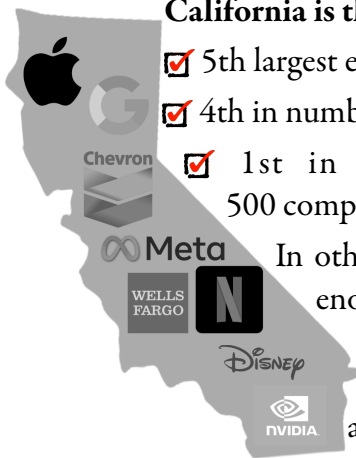 California is th
5th largest e
4th in numb
1st in
500 comp
Chevron
Meta
In oth
WELLS
FARGO
eno
N
Disney
NVIDIA
a